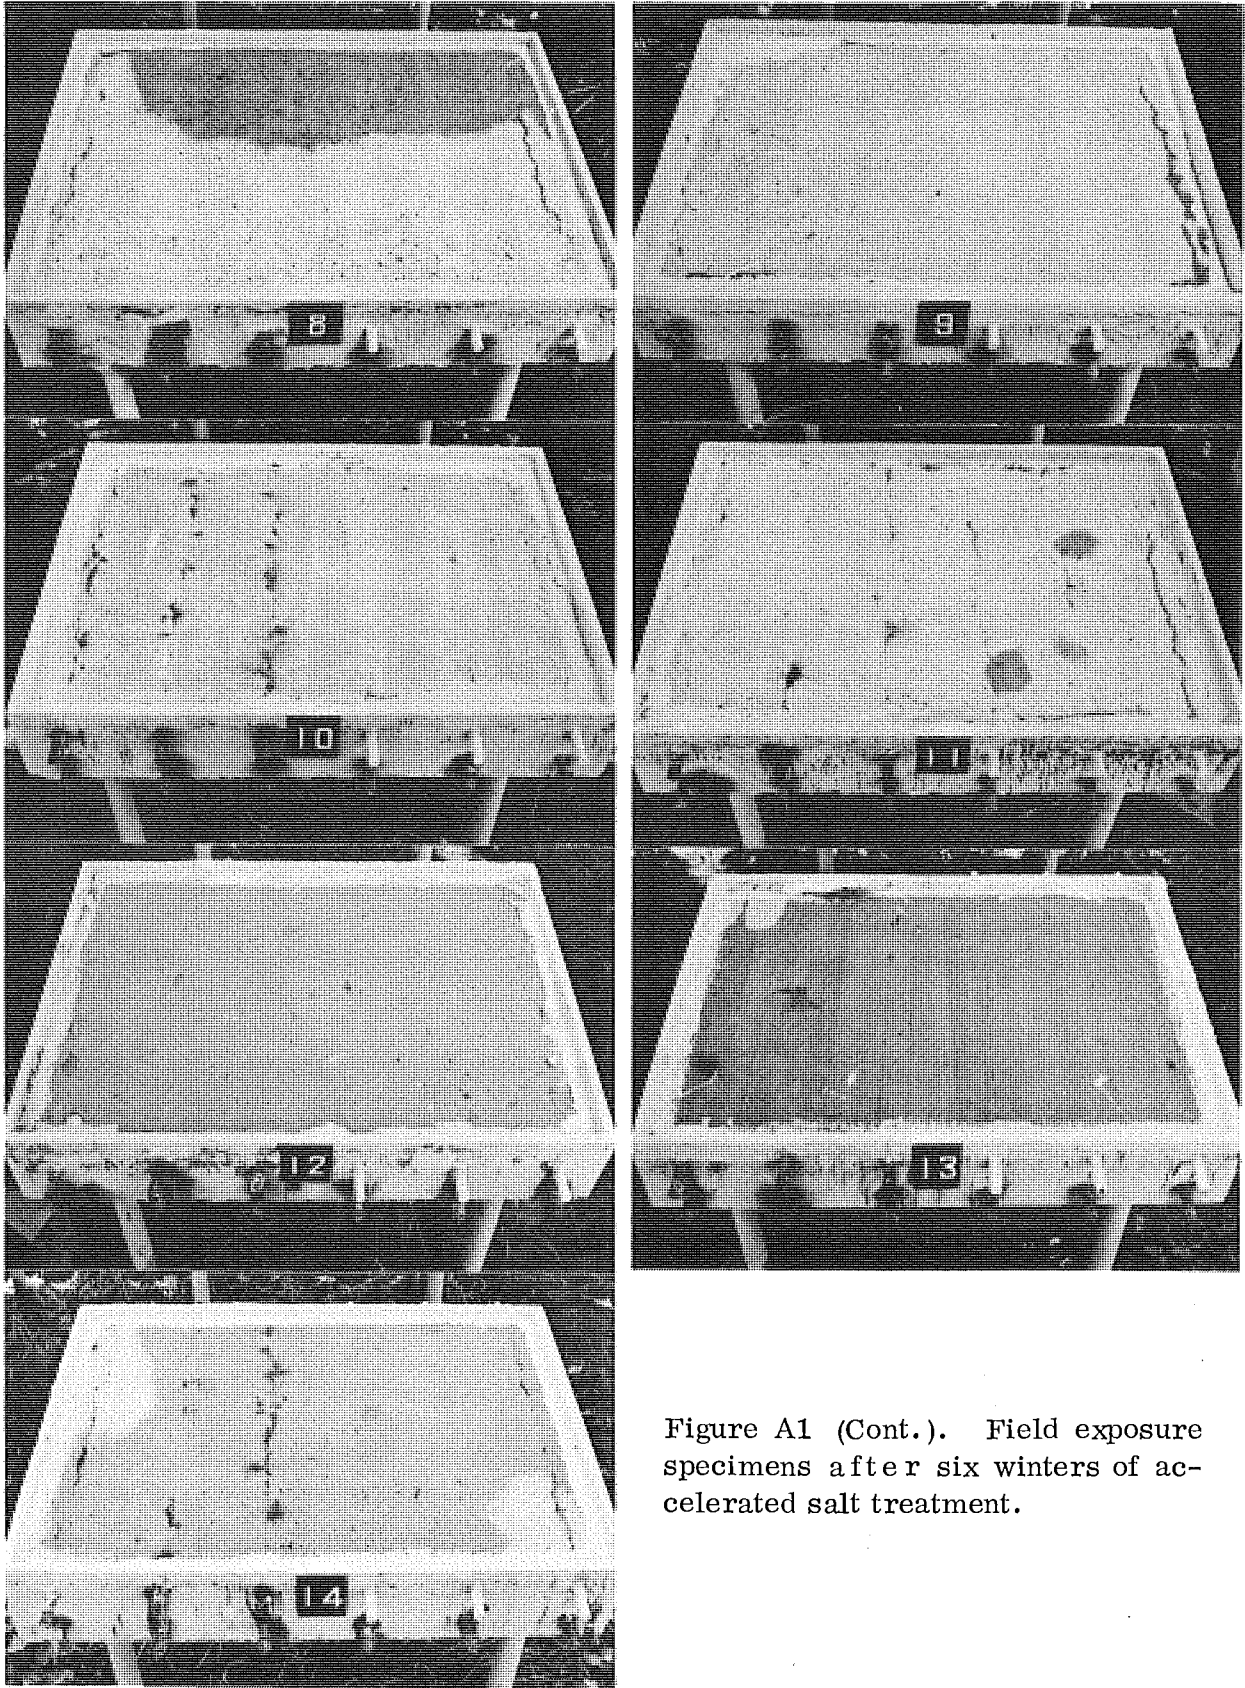 8
9
10
11
12
13
14
Figure A1 (Cont.). Field exposure
specimens after six winters of ac-
celerated salt treatment.